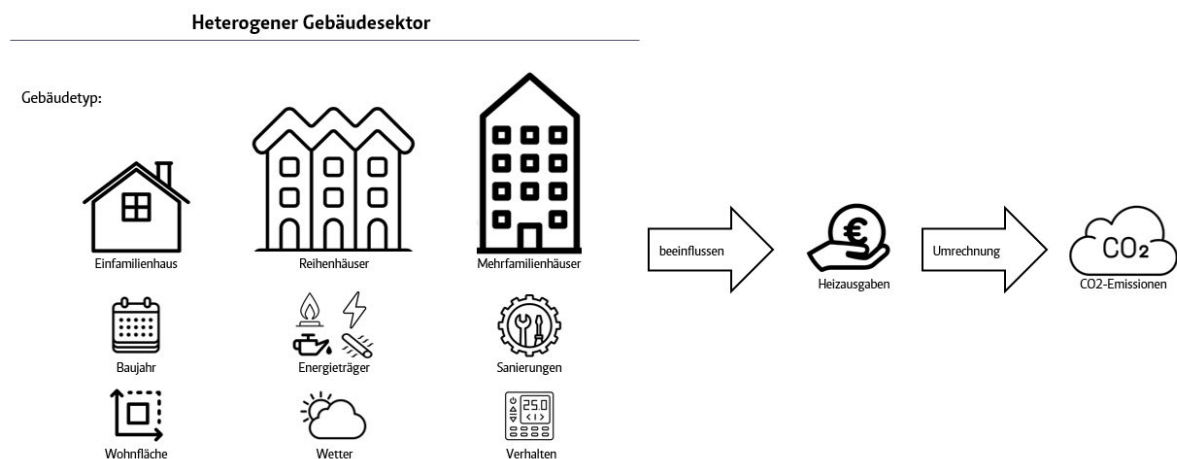 Heterogener Gebäudesektor
Gebäudetyp:
Einfamilienhaus
Reihenhäuser
Mehrfamilienhäuser
beeinflussen
€
Heizausgaben
Umrechnung
CO2
CO2-Emissionen
Baujahr
Energieträger
Sanierungen
25.0
Wohnfläche
Wetter
Verhalten